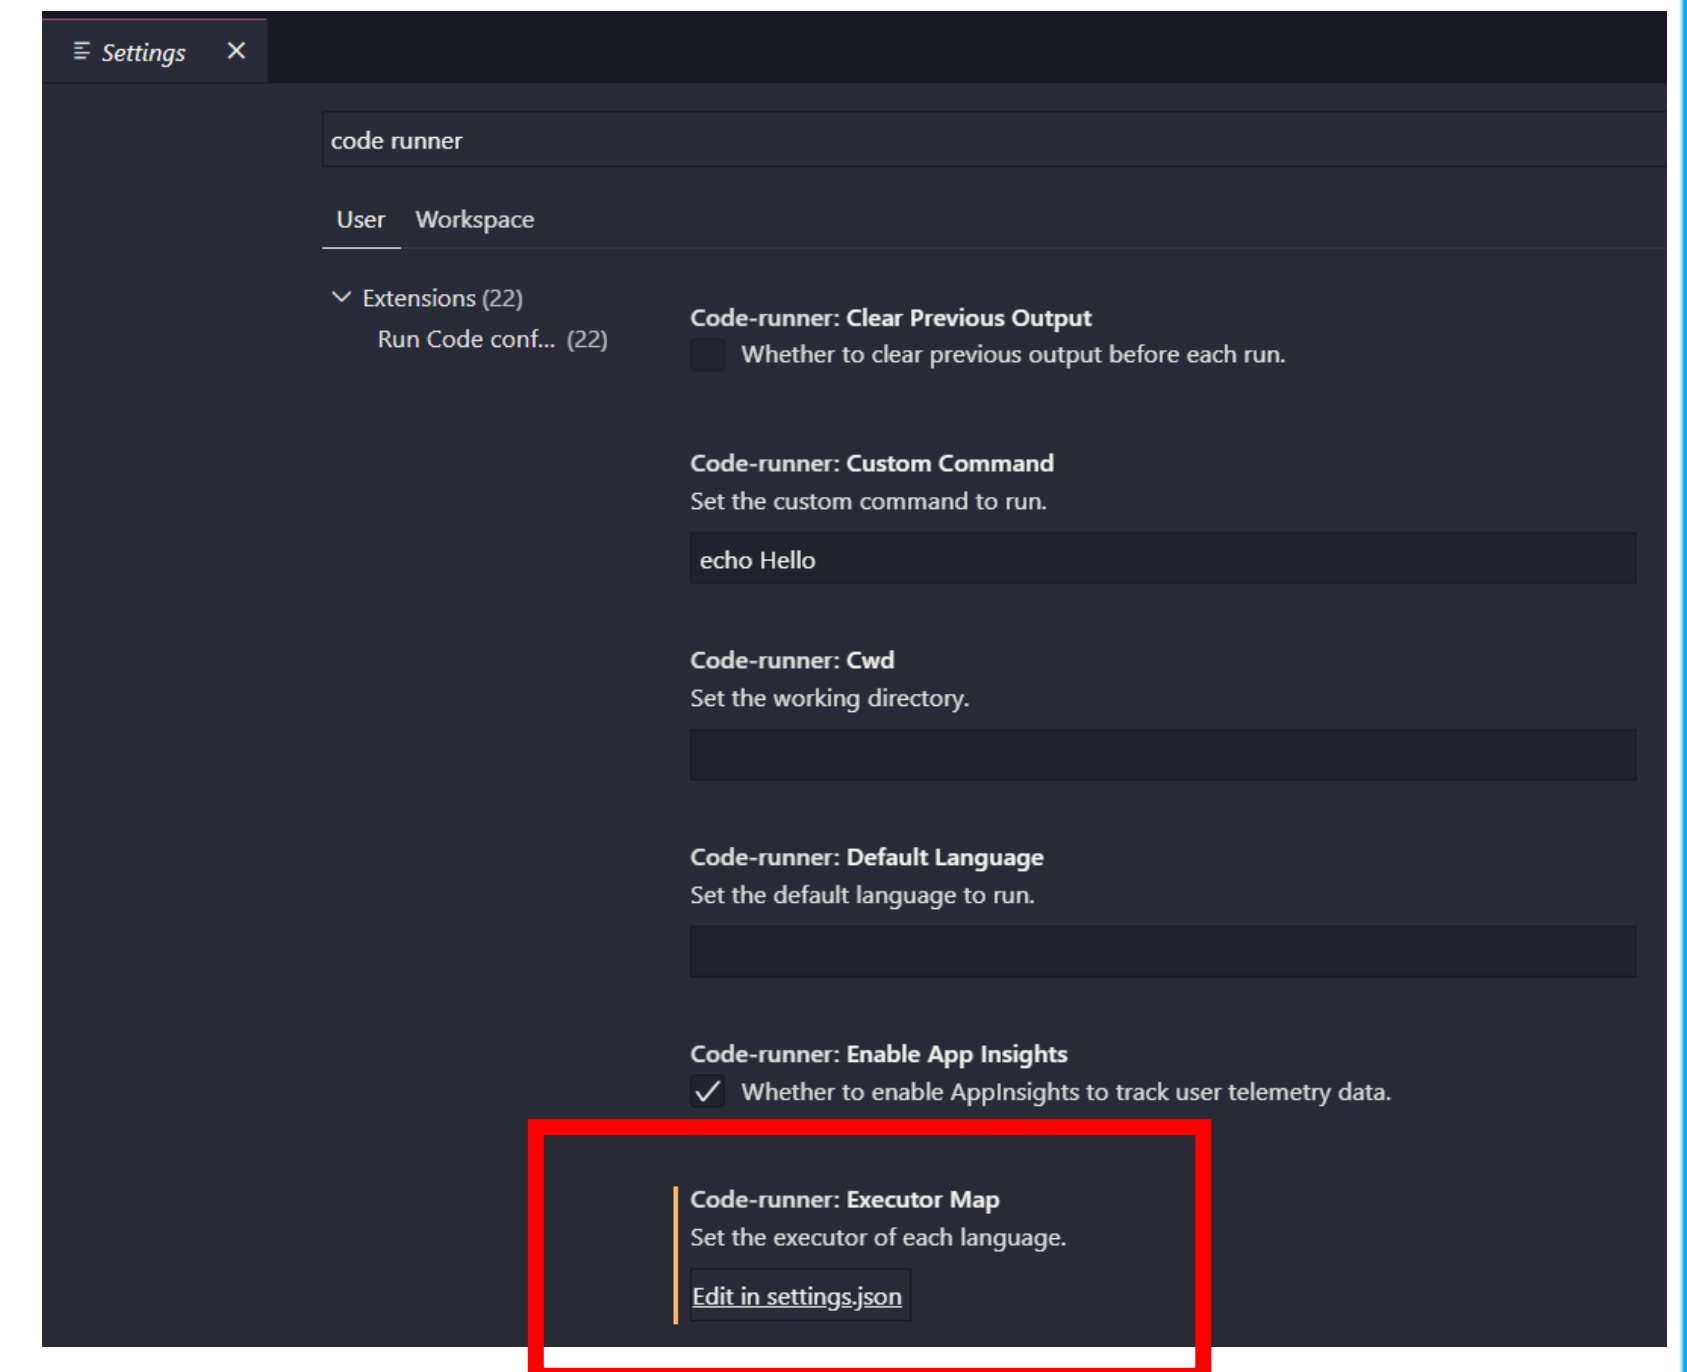 Settings
code runner
User Workspace
Extensions (22)
Run Code conf... (22)
Code-runner: Clear Previous Output
Whether to clear previous output before each run.
Code-runner: Custom Command
Set the custom command to run.
echo Hello
Code-runner: Cwd
Set the working directory.
Code-runner: Default Language
Set the default language to run.
Code-runner: Enable App Insights
Whether to enable AppInsights to track user telemetry data.
Code-runner: Executor Map
Set the executor of each language.
Edit in settings.json